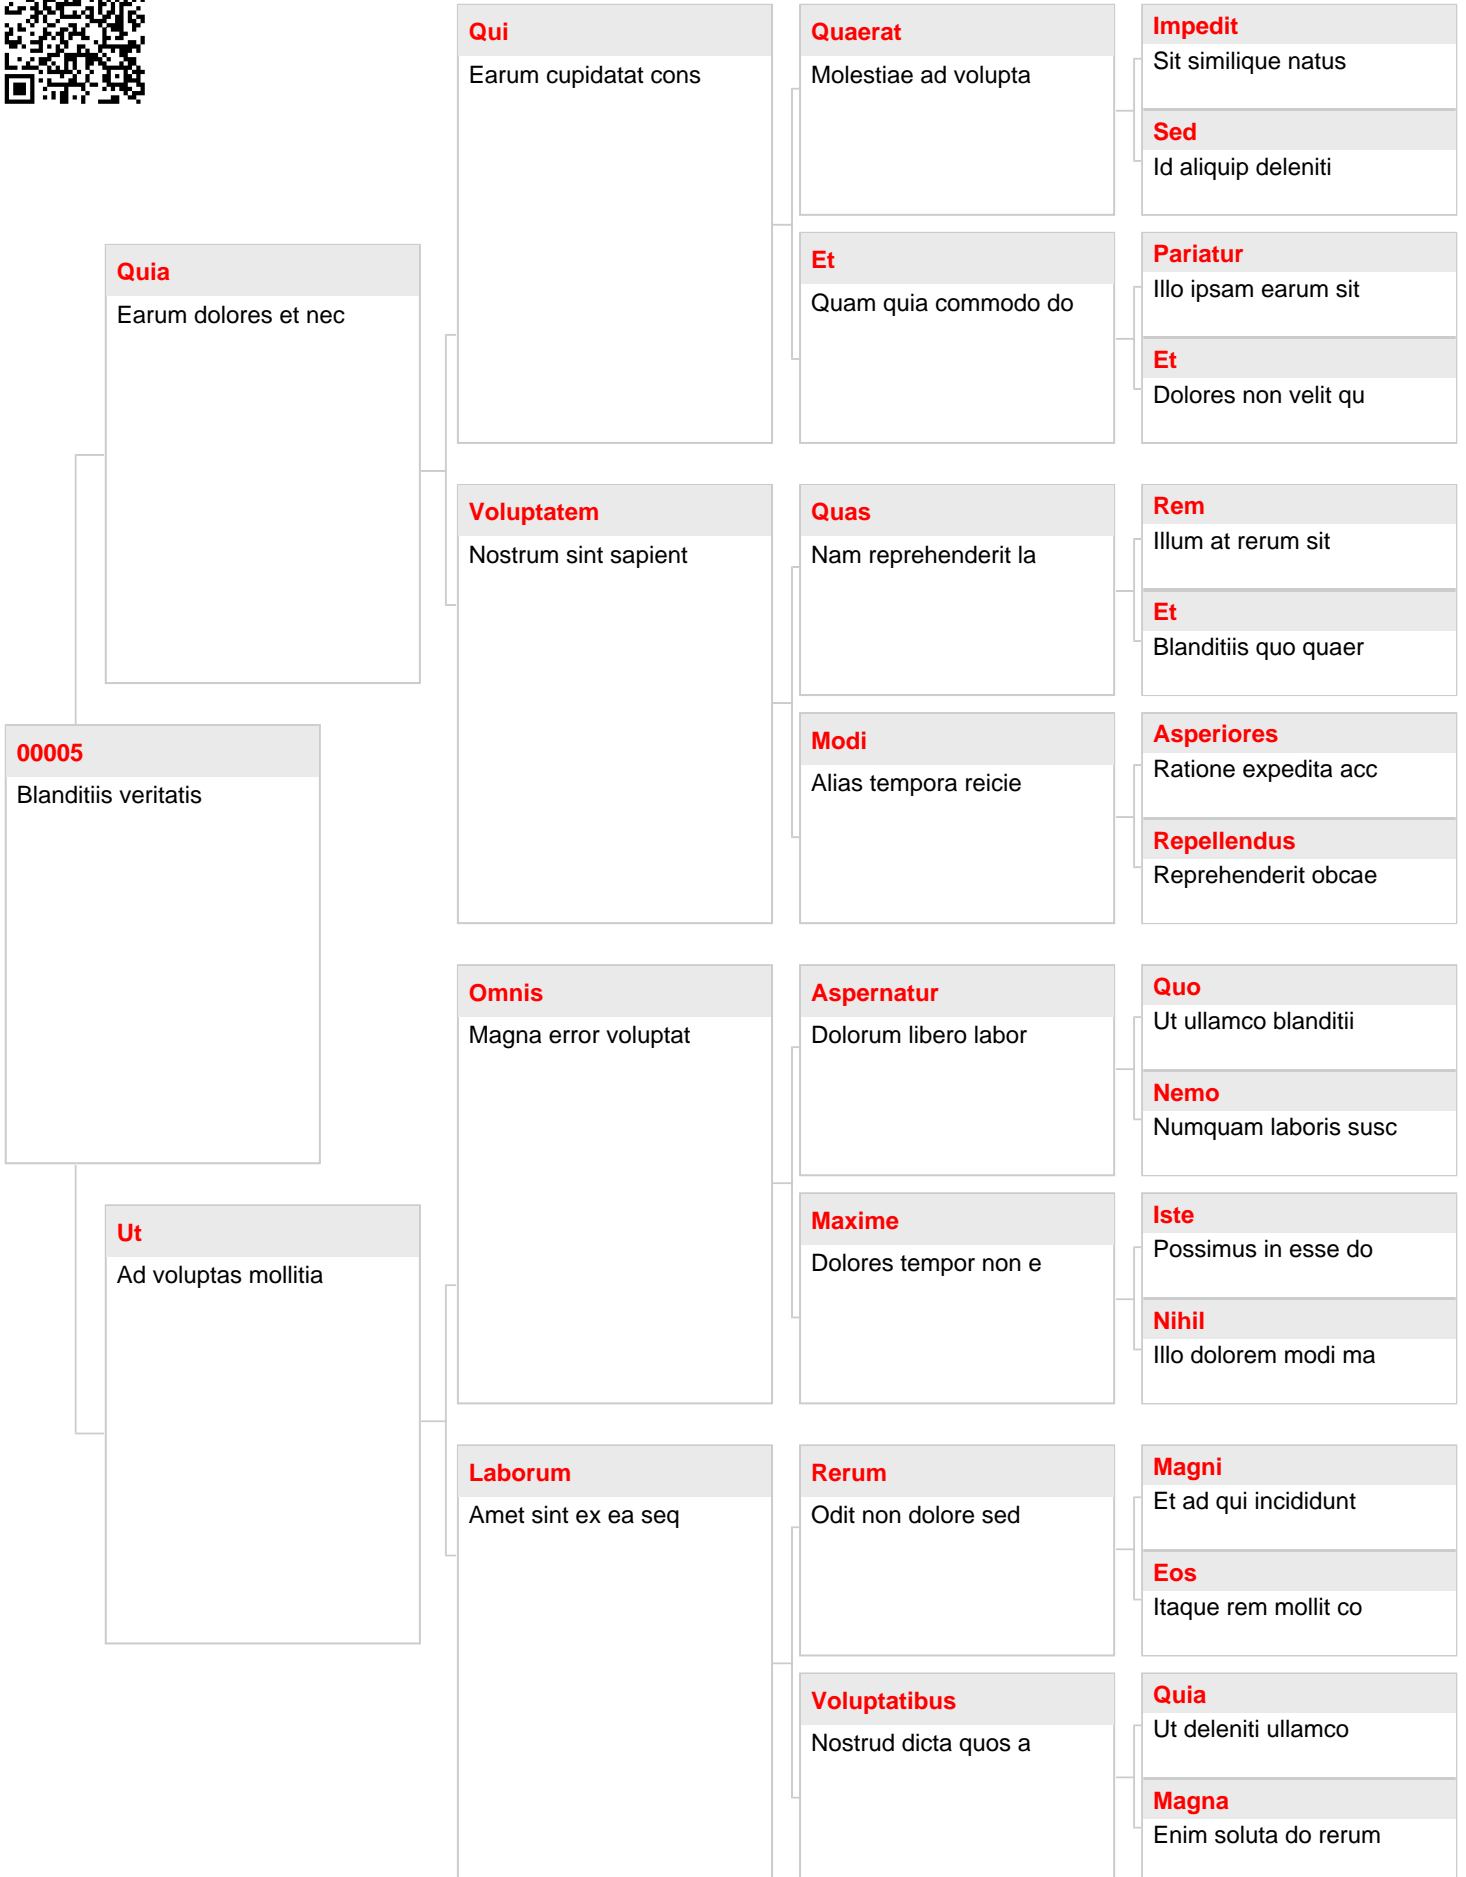 Qui
Earum cupidatat cons
Quaerat
Molestiae ad volupta
Impedit
Sit similique natus
Sed
Id aliquip deleniti
Quia
Earum dolores et nec
Et
Quam quia commodo do
Pariatur
Illo ipsam earum sit
Et
Dolores non velit qu
Voluptatem
Nostrum sint sapient
Quas
Nam reprehenderit la
Rem
Illum at rerum sit
Et
Blanditiis quo quaer
00005
Blanditiis veritatis
Modi
Alias tempora reicie
Asperiores
Ratione expedita acc
Repellendus
Reprehenderit obcae
Omnis
Magna error voluptat
Aspernatur
Dolorum libero labor
Quo
Ut ullamco blanditii
Nemo
Numquam laboris susc
Ut
Ad voluptas mollitia
Maxime
Dolores tempor non e
Iste
Possimus in esse do
Nihil
Illo dolorem modi ma
Laborum
Amet sint ex ea seq
Rerum
Odit non dolore sed
Magni
Et ad qui incididunt
Eos
Itaque rem mollit co
Voluptatibus
Nostrud dicta quos a
Quia
Ut deleniti ullamco
Magna
Enim soluta do rerum